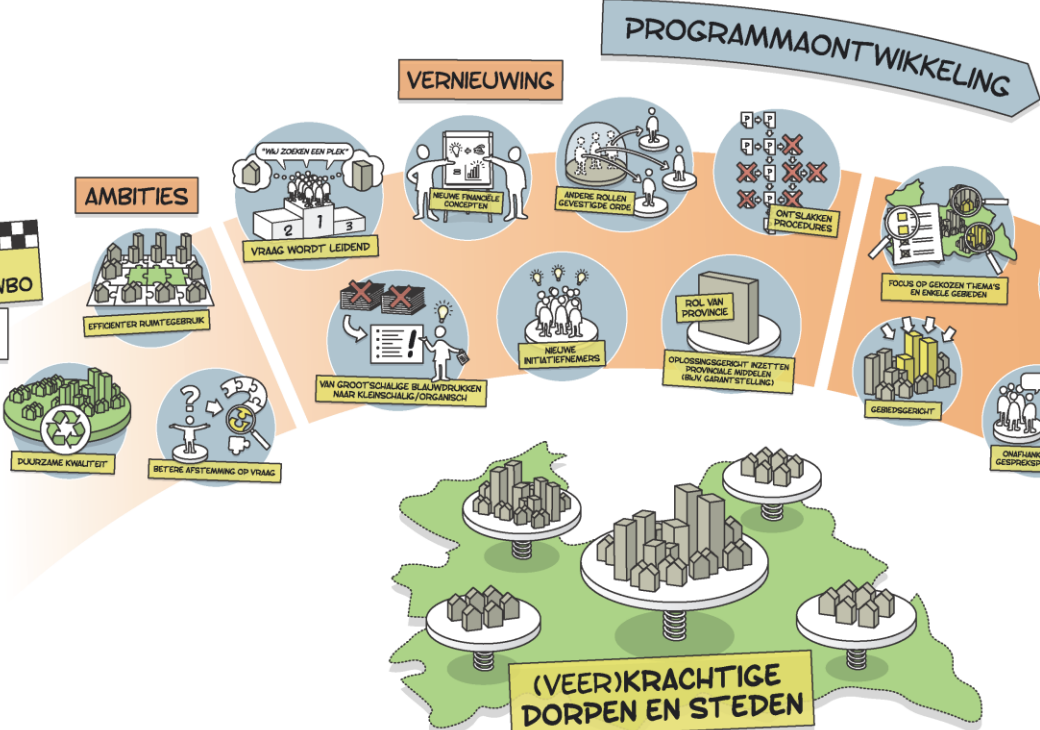 PROGRAMMAONTWIKKELING
VERNIEUWING
AMBITIES
"WIJ ZOEKEN EEN PLEK"
1
2
3
VRAAG WORDT LEIDEND
NIEUWE FINANCIËLE
CONCEPTEN
ANDERE ROLLEN
GEVESTIGDE ORDE
P
P
P
P
P
P
P
ONTSLAKKEN
PROCEDURES
FOCUS OP GEKOZEN THEMA'S
EN ENKELE GEBIEDEN
EFFICIENTER RUIMTEGEBRUIK
DUURZAME KWALITEIT
BETERE AFSTEMMING OP VRAAG
VAN GROOTSCHALIGE BLAUWDRUKKEN
NAAR KLEINSCHALIG/ORGANISCH
NIEUWE
INITIATIEFNEMERS
ROL VAN
PROVINCIE
OPLOSSINGSGERICHT INZETTEN
PROVINCIALE MIDDELEN
(BIJV. GARANTSTELLING)
GEBIEDSGERICHT
ONAFHANK
GESPREKSP
(VEER)KRACHTIGE
DORPEN EN STEDEN